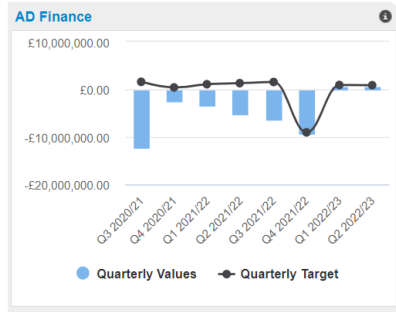 AD Finance
£10,000,000.00
£0.00
-£10,000,000.00
-£20,000,000.00
Q3 2020/21
Q4 2020/21
Q1 2021/22
Q2 2021/22
Q3 2021/22
Q4 2021/22
Q1 2022/23
Q2 2022/23
Quarterly Values
Quarterly Target